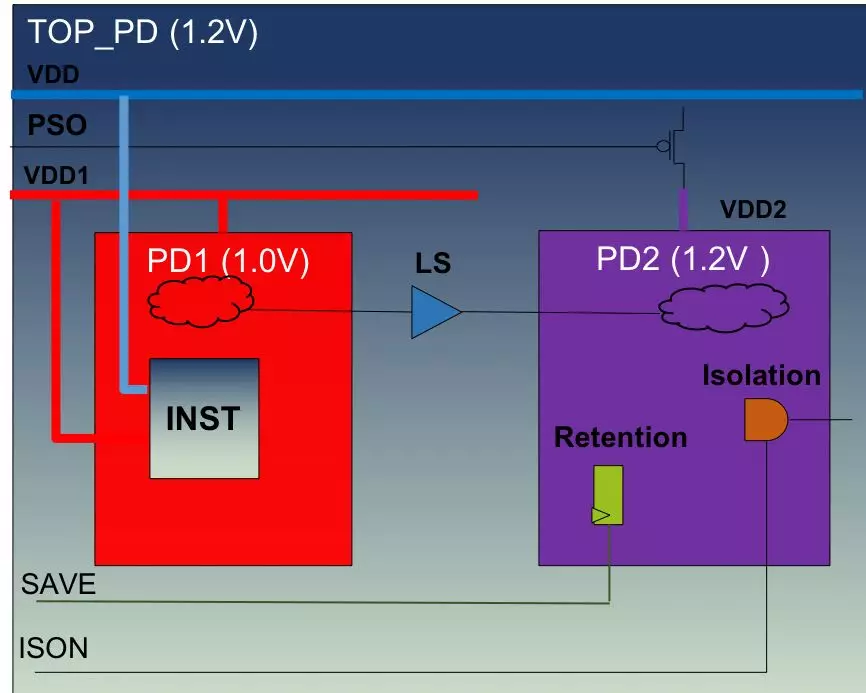 TOP_PD (1.2V)
VDD
PSO
VDD1
VDD2
PD1 (1.0V)
LS
PD2 (1.2V )
Isolation
INST
Retention
SAVE
ISON